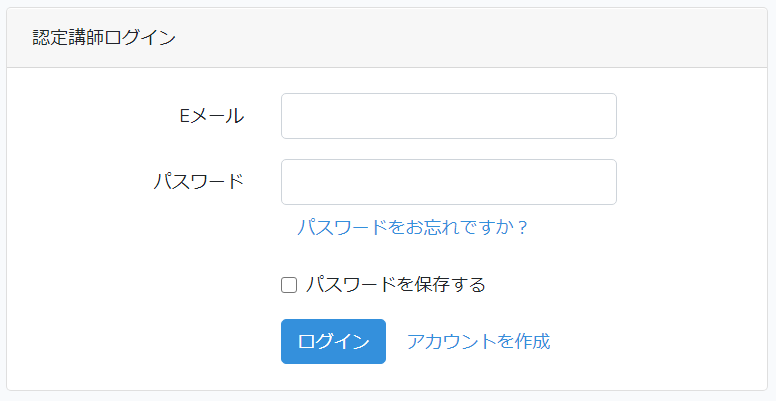 認定講師ログイン
Eメール
パスワード
パスワードをお忘れですか？
パスワードを保存する
ログイン アカウントを作成